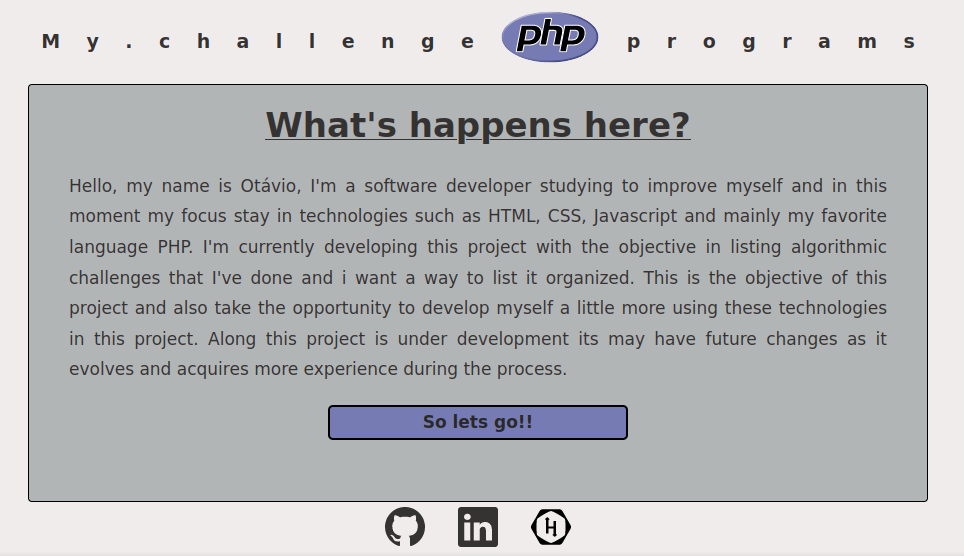 My.challenge php programs
What's happens here?
Hello, my name is Otávio, I'm a software developer studying to improve myself and in this
moment my focus stay in technologies such as HTML, CSS, Javascript and mainly my favorite
language PHP. I'm currently developing this project with the objective in listing algorithmic
challenges that I've done and i want a way to list it organized. This is the objective of this
project and also take the opportunity to develop myself a little more using these technologies
in this project. Along this project is under development its may have future changes as it
evolves and acquires more experience during the process.
So lets go!!
in H